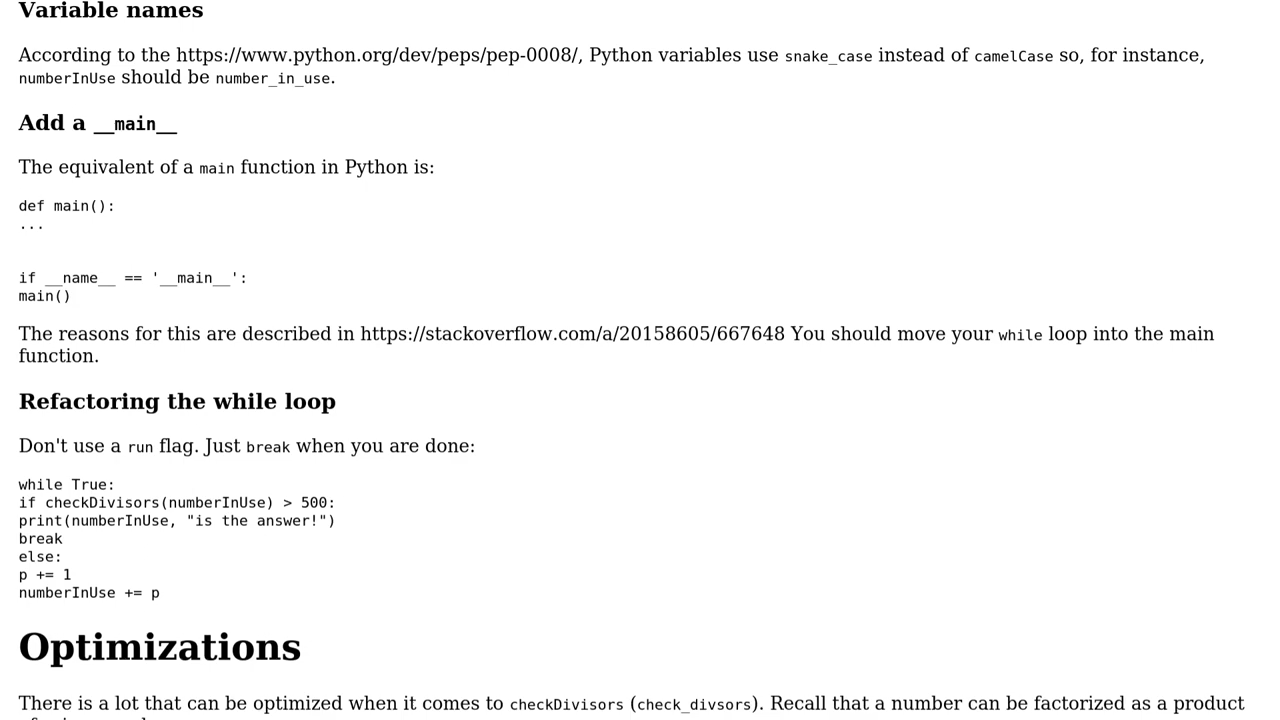 Variable names
According to the https://www.python.org/dev/peps/pep-0008/, Python variables use snake_case instead of camelCase so, for instance,
numberInUse should be number_in_use.
Add a __main__
The equivalent of a main function in Python is:
def main():
...
if __name__ == '__main__':
main()
The reasons for this are described in https://stackoverflow.com/a/20158605/667648 You should move your while loop into the main
function.
Refactoring the while loop
Don't use a run flag. Just break when you are done:
while True:
if checkDivisors(numberInUse) > 500:
print(numberInUse, "is the answer!")
break
else:
p += 1
numberInUse += p
Optimizations
There is a lot that can be optimized when it comes to checkDivisors (check_divsors). Recall that a number can be factorized as a product